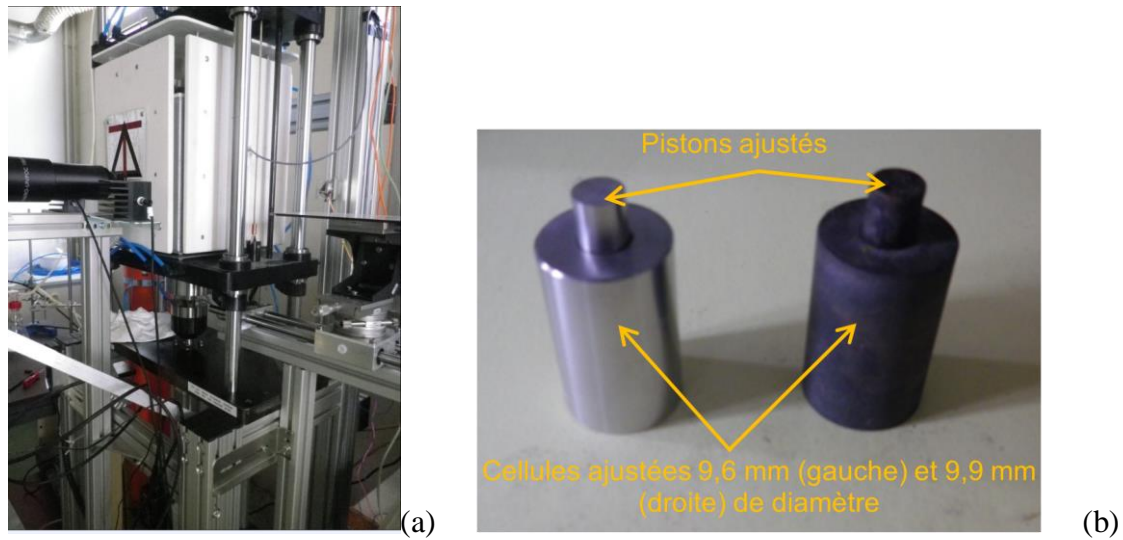 (a)
Pistons ajustés
Cellules ajustées 9,6 mm (gauche) et 9,9 mm
(droite) de diamètre
(b)